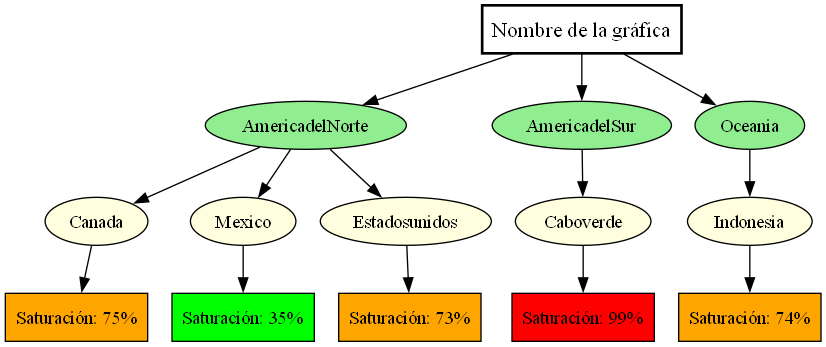 Nombre de la gráfica
AmericadelNorte
AmericadelSur
Oceania
Canada
Mexico
Estadosunidos
Caboverde
Indonesia
Saturación: 75%
Saturación: 35%
Saturación: 73%
Saturación: 99%
Saturación: 74%